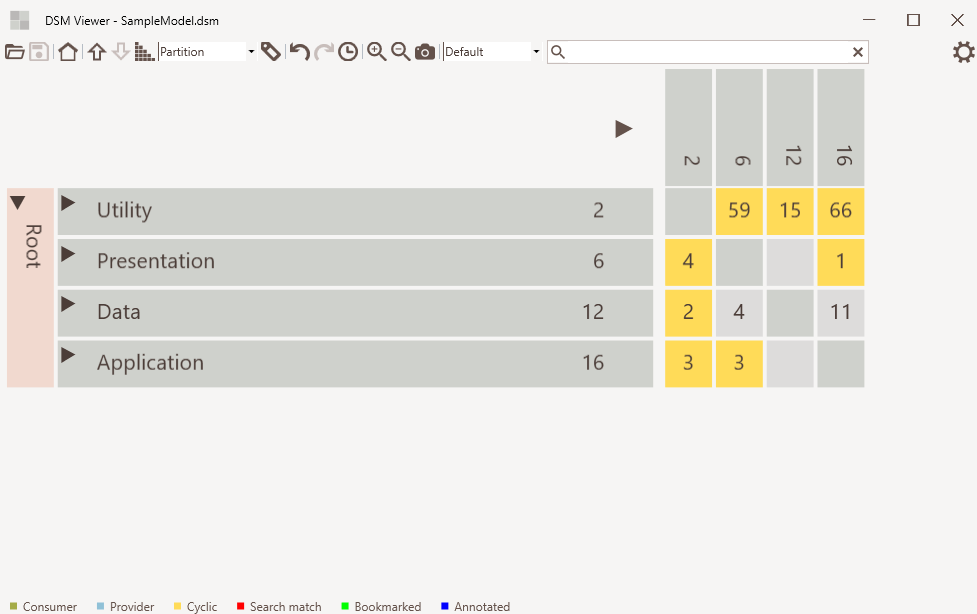 DSM Viewer - SampleModel.dsm
Partition
Default
2 6 12 16
Root
Utility 2 59 15 66
Presentation 6 4 1
Data 12 2 4 11
Application 16 3 3
Consumer Provider Cyclic Search match Bookmarked Annotated